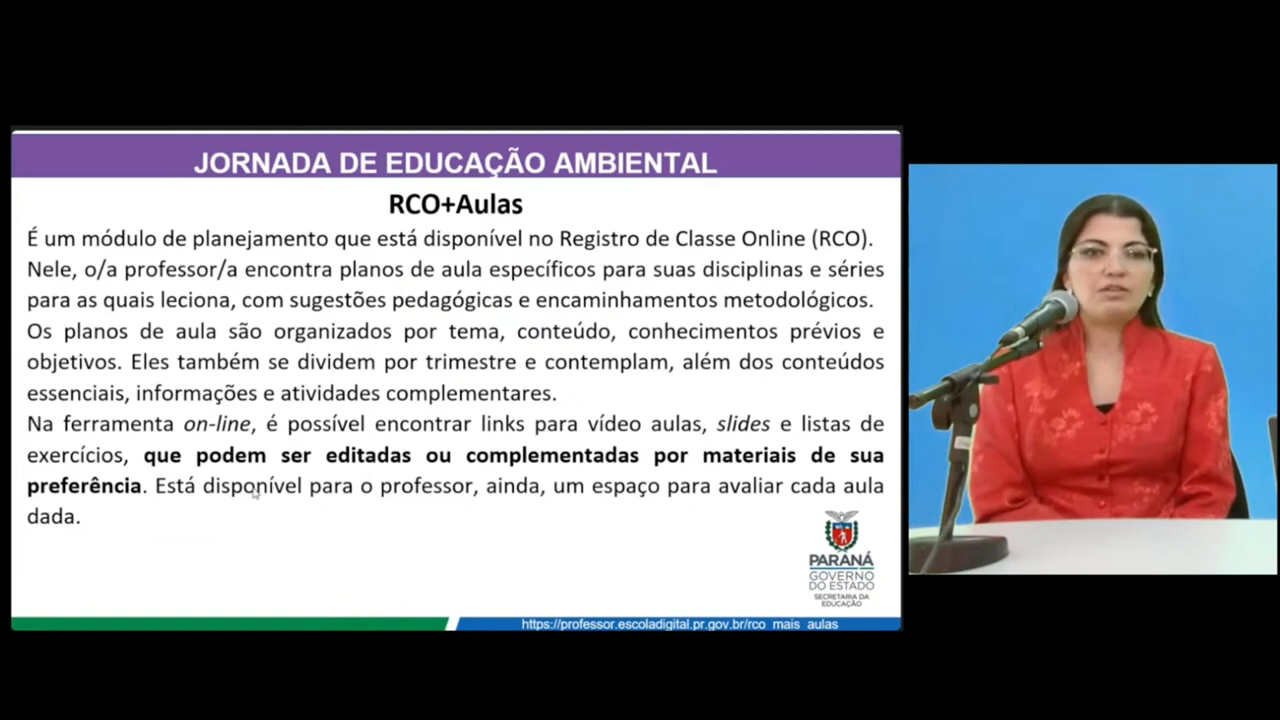 JORNADA DE EDUCAÇÃO AMBIENTAL
RCO+Aulas
É um módulo de planejamento que está disponível no Registro de Classe Online (RCO).
Nele, o/a professor/a encontra planos de aula específicos para suas disciplinas e séries
para as quais leciona, com sugestões pedagógicas e encaminhamentos metodológicos.
Os planos de aula são organizados por tema, conteúdo, conhecimentos prévios e
objetivos. Eles também se dividem por trimestre e contemplam, além dos conteúdos
essenciais, informações e atividades complementares.
Na ferramenta on-line, é possível encontrar links para vídeo aulas, slides e listas de
exercícios, que podem ser editadas ou complementadas por materiais de sua
preferência. Está disponível para o professor, ainda, um espaço para avaliar cada aula
dada.
PARANÁ
GOVERNO
DO ESTADO
SECRETARIA DA
EDUCAÇÃO
https://professor.escoladigital.pr.gov.br/rco_mais_aulas